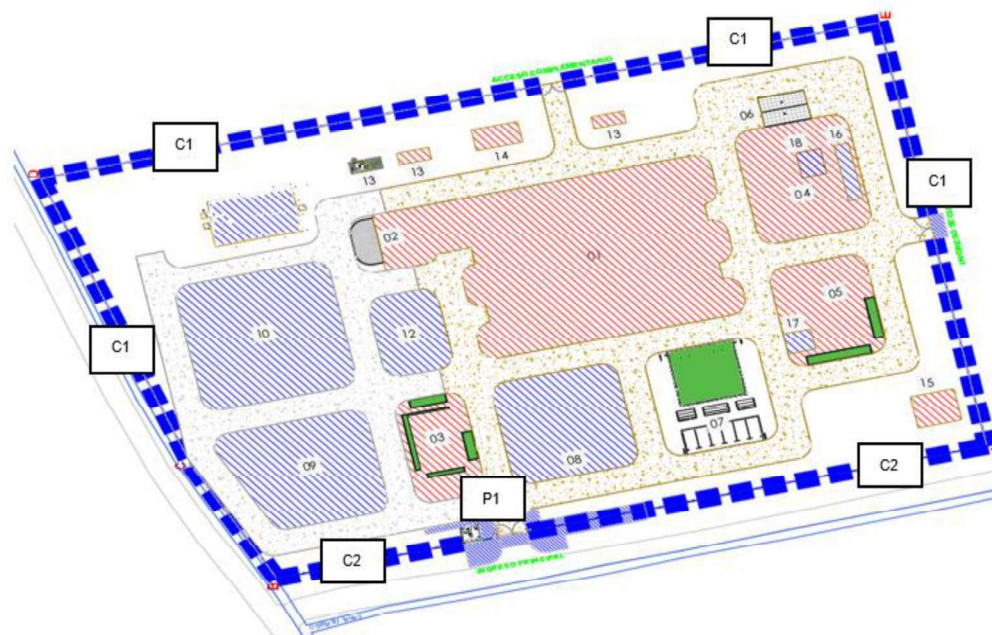 C1
E
ACCESO COMPLEMENTARIO
C1
06
13
16
18
14
13
13
D
04
C1
02
01
05
10
12
17
C1
15
07
03
08
C
09
C2
P1
C2
INGRESO PRINCIPAL
B